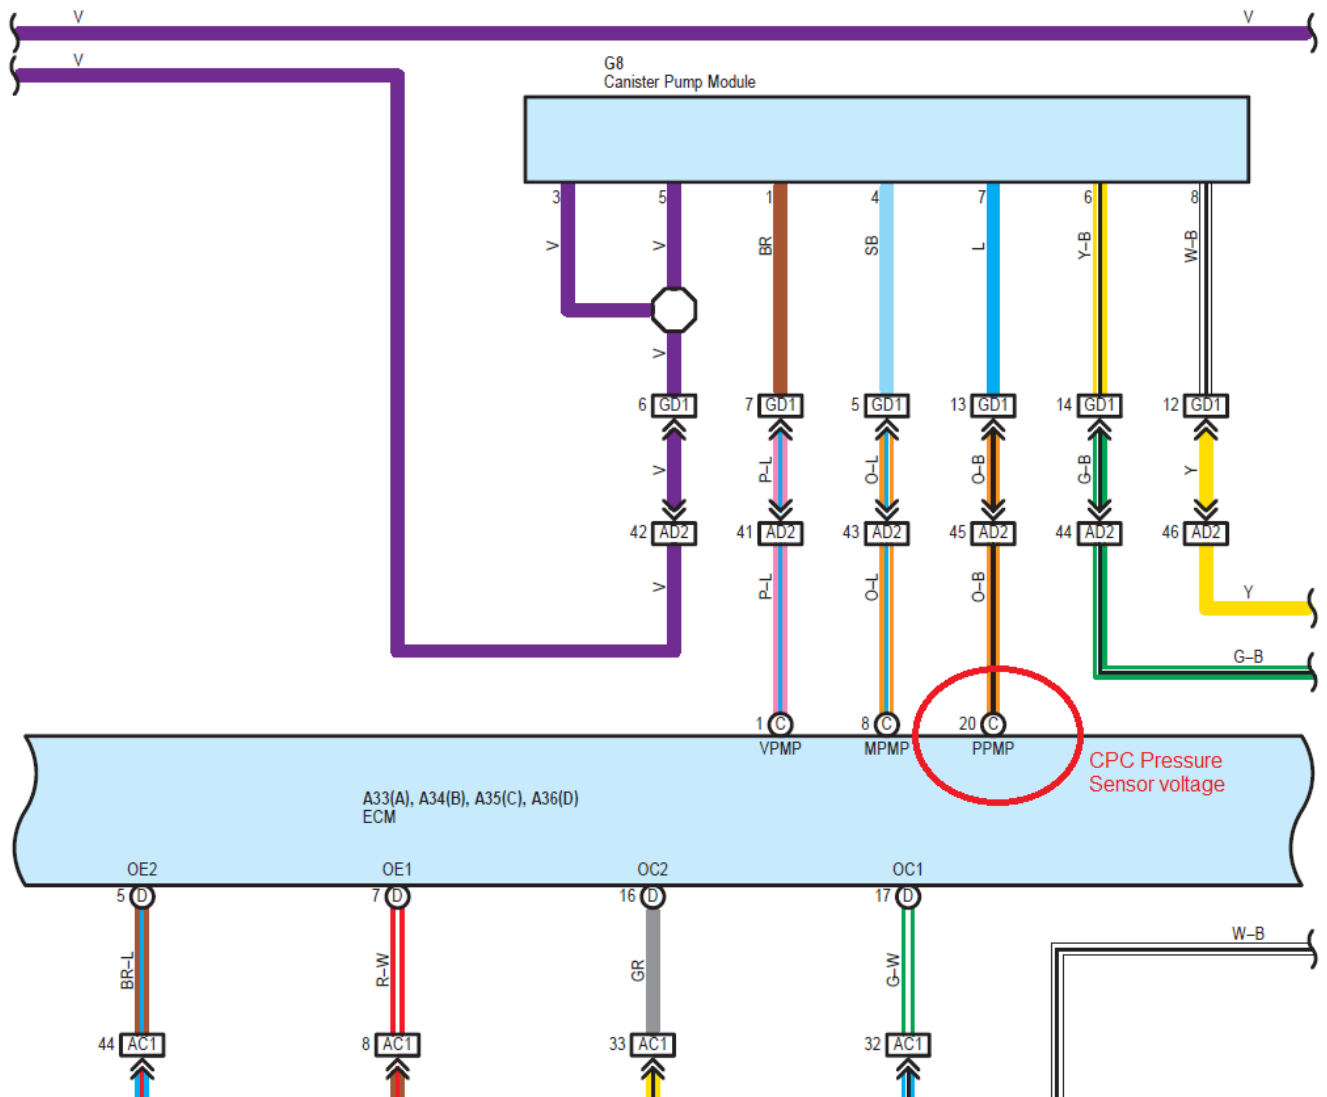 V V
V
G8
Canister Pump Module
3 5 1 4 7 6 8
V V BR SB L Y–B W–B
V
6 GD1 7 GD1 5 GD1 13 GD1 14 GD1 12 GD1
V P–L O–L O–B G–B Y
42 AD2 41 AD2 43 AD2 45 AD2 44 AD2 46 AD2
V P–L O–L O–B Y
G–B
1 C 8 C 20 C
VPMP MPMP PPMP
CPC Pressure
Sensor voltage
A33(A), A34(B), A35(C), A36(D)
ECM
OE2 OE1 OC2 OC1
5 D 7 D 16 D 17 D
W–B
BR–L R–W GR G–W
44 AC1 8 AC1 33 AC1 32 AC1